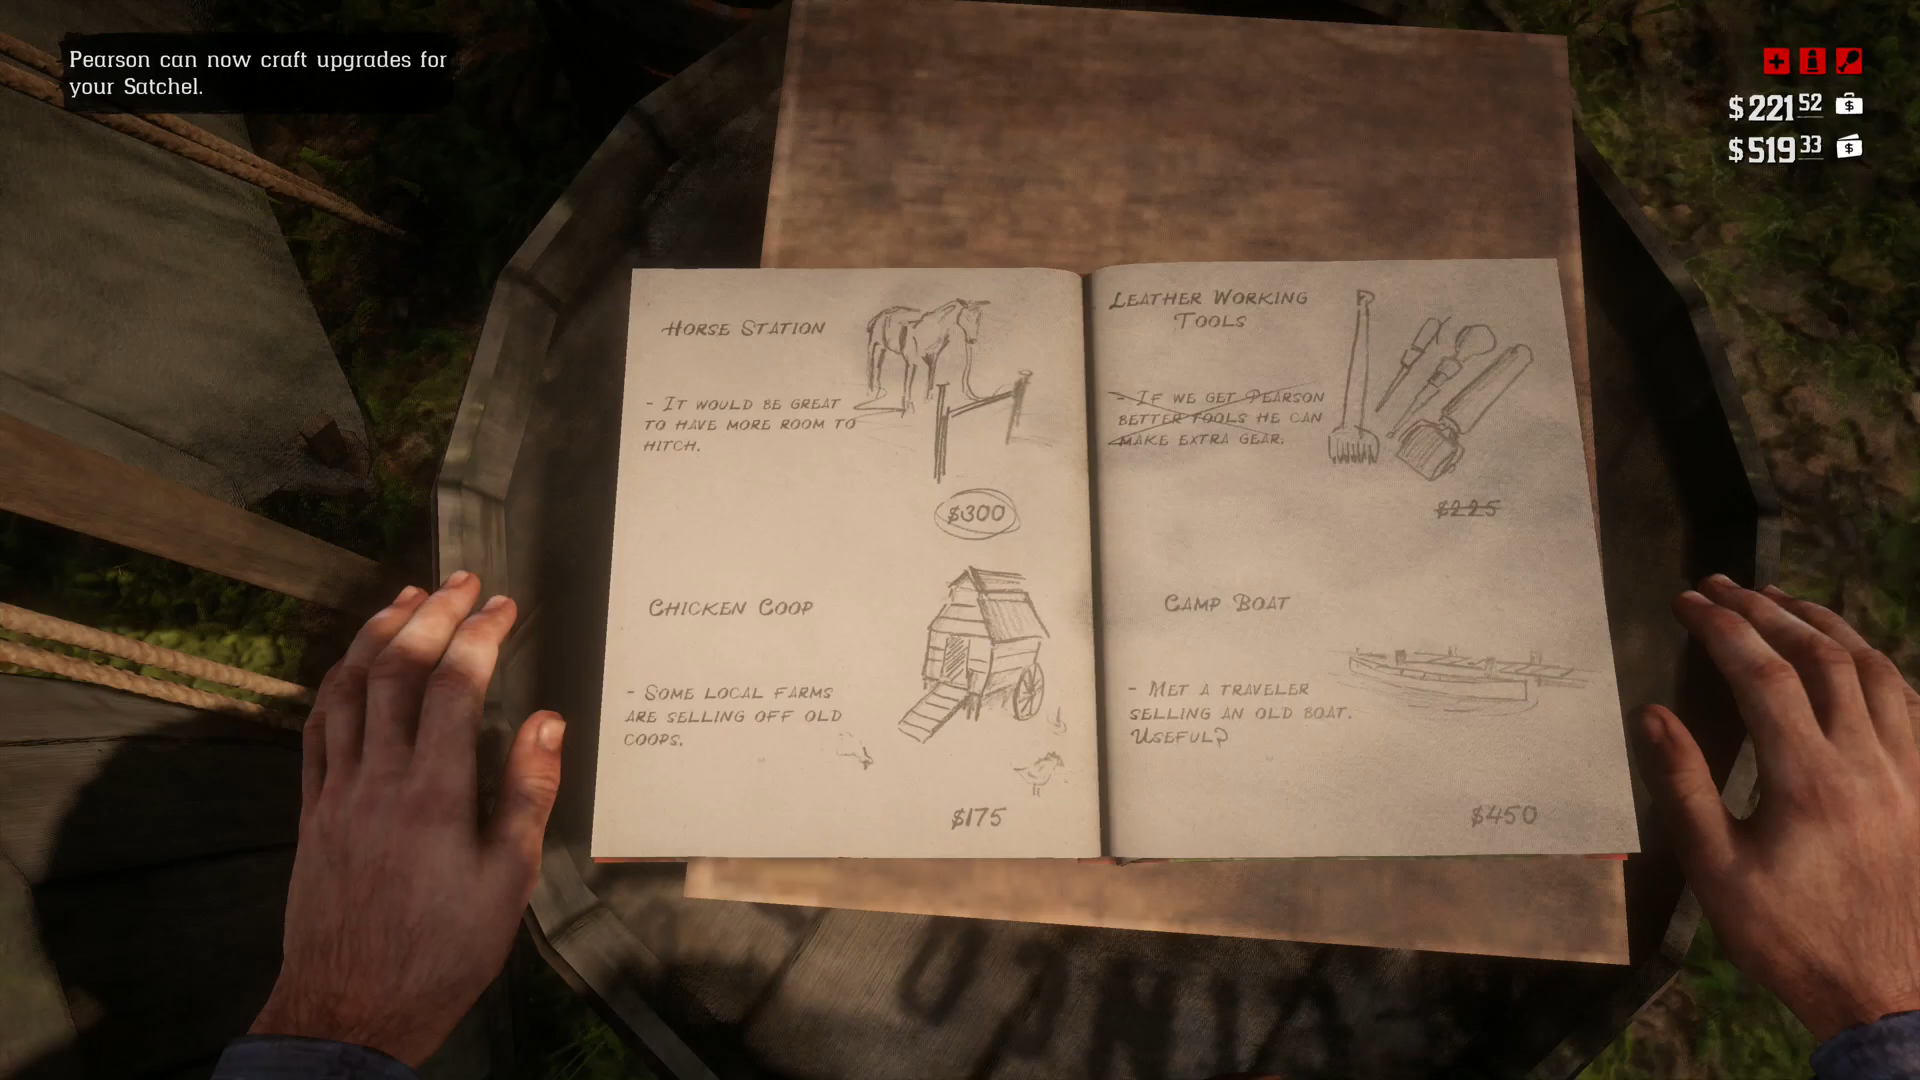 Pearson can now craft upgrades for
your Satchel.
$221 52
$519 33
HORSE STATION
- IT WOULD BE GREAT
TO HAVE MORE ROOM TO
HITCH.
$300
CHICKEN COOP
- SOME LOCAL FARMS
ARE SELLING OFF OLD
COOPS.
$175
LEATHER WORKING
TOOLS
- IF WE GET PEARSON
BETTER TOOLS HE CAN
MAKE EXTRA GEAR.
$225
CAMP BOAT
- MET A TRAVELER
SELLING AN OLD BOAT.
USEFUL?
$450